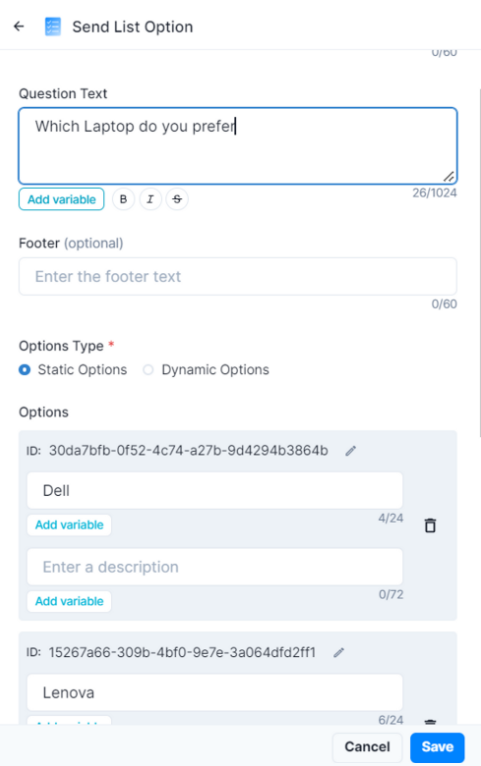 Send List Option
0/60
Question Text
Which Laptop do you prefer
Add variable B I S
26/1024
Footer (optional)
Enter the footer text
0/60
Options Type *
Static Options Dynamic Options
Options
ID: 30da7bfb-0f52-4c74-a27b-9d4294b3864b
Dell
Add variable
4/24
Enter a description
Add variable
0/72
ID: 15267a66-309b-4bf0-9e7e-3a064dfd2ff1
Lenova
Add variable
6/24
Cancel Save